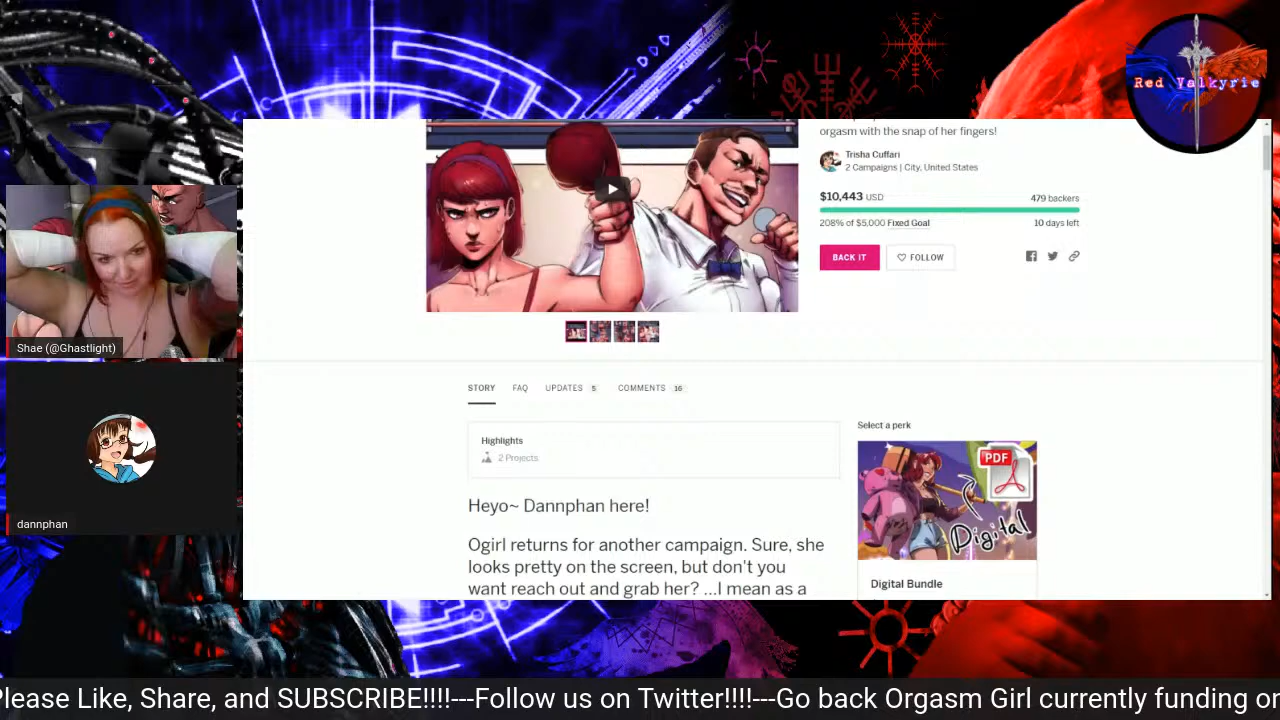 Red Valkyrie
orgasm with the snap of her fingers!
Trisha Cuffari
2 Campaigns | City, United States
$10,443 USD
479 backers
208% of $5,000 Fixed Goal
10 days left
BACK IT
FOLLOW
STORY FAQ UPDATES 5 COMMENTS 16
Highlights
2 Projects
Heyo~ Dannphan here!
Ogirl returns for another campaign. Sure, she
looks pretty on the screen, but don't you
want reach out and grab her? ...I mean as a
Select a perk
PDF
Digital
Digital Bundle
Shae (@Ghastlight)
dannphan
Please Like, Share, and SUBSCRIBE!!!!---Follow us on Twitter!!!!---Go back Orgasm Girl currently funding on